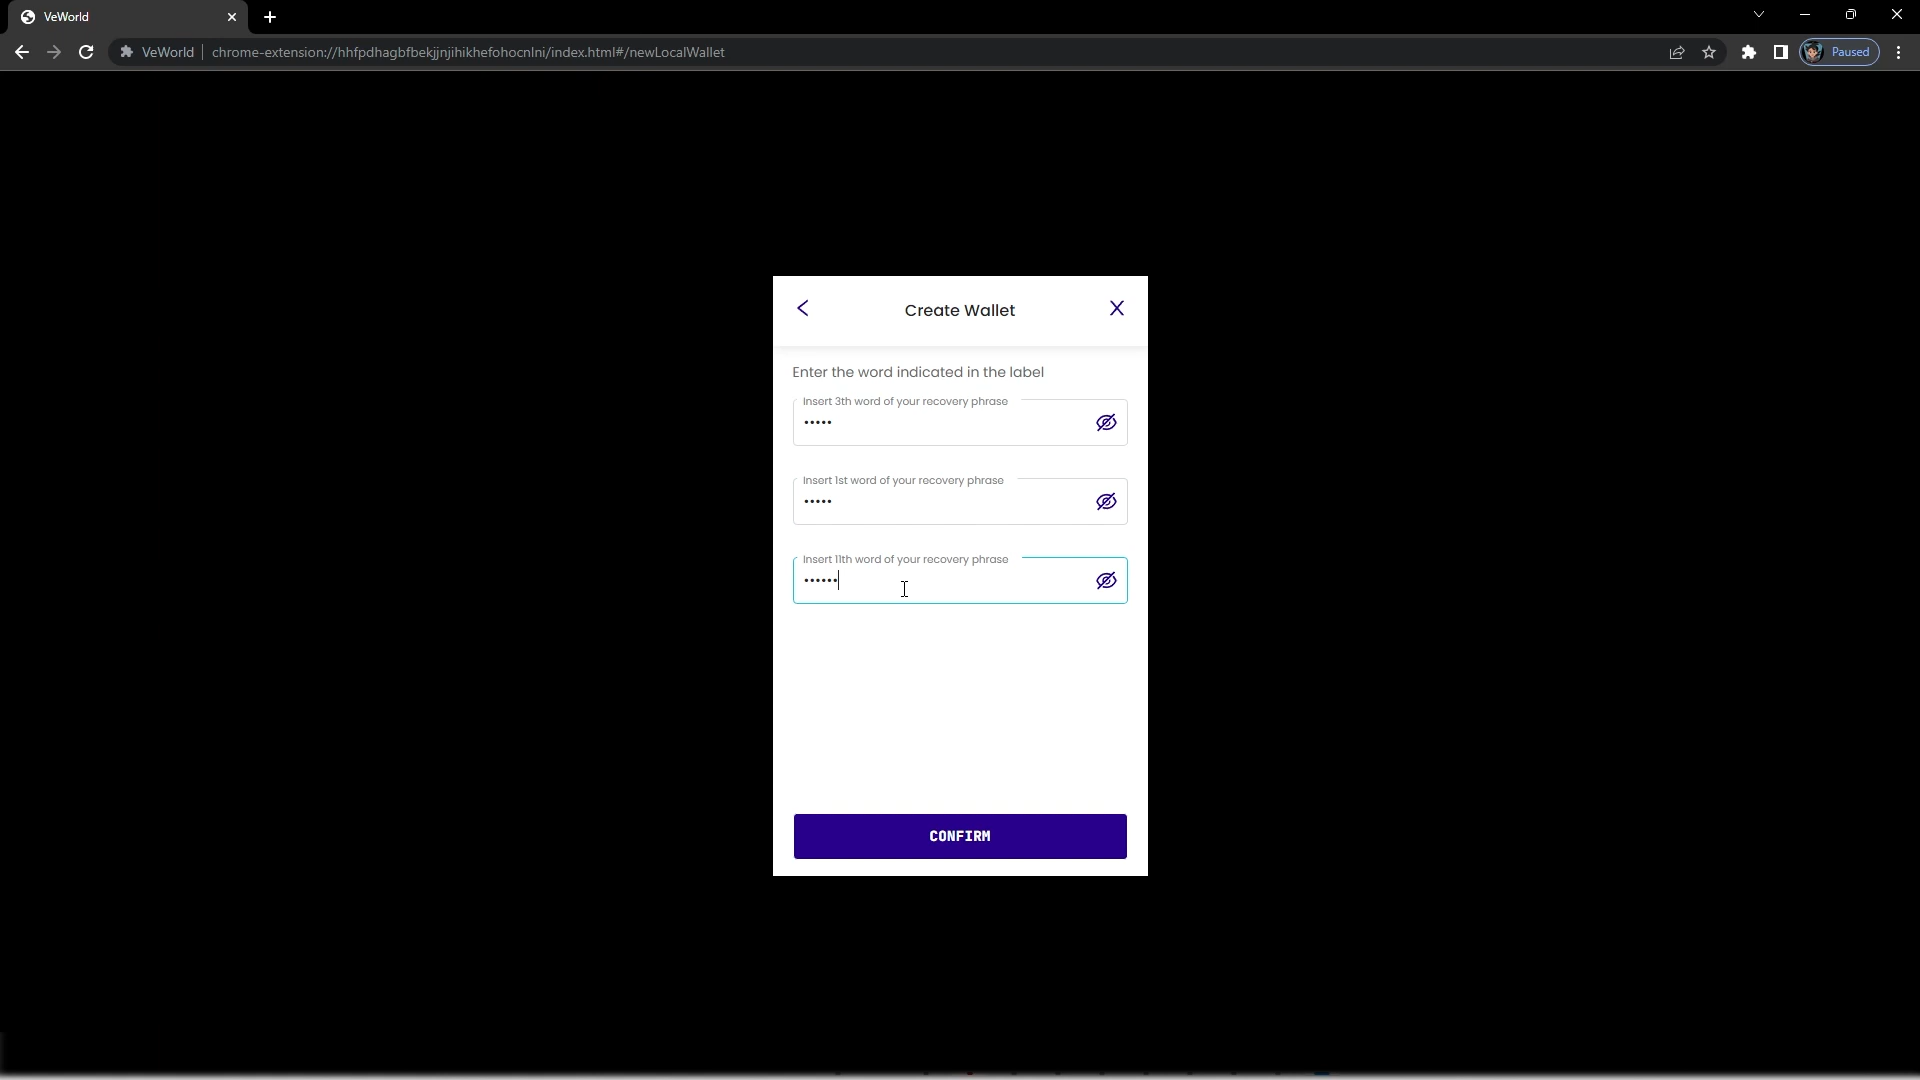 VeWorld
VeWorld | chrome-extension://hhfpdhagbfbekjjnjihikhefohocnlni/index.html#/newLocalWallet
Paused
Create Wallet
Enter the word indicated in the label
Insert 3th word of your recovery phrase
•••••
Insert 1st word of your recovery phrase
•••••
Insert 11th word of your recovery phrase
••••••
CONFIRM